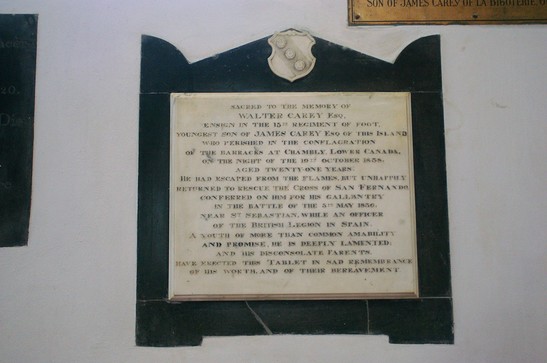 SON OF JAMES CAREY DE LA BIGOTERIE,
SACRED TO THE MEMORY OF
WALTER CAREY ESQ.
ENSIGN IN THE 15TH REGIMENT OF FOOT,
YOUNGEST SON OF JAMES CAREY ESQ OF THIS ISLAND
WHO PERISHED IN THE CONFLAGRATION
OF THE BARRACKS AT CHAMBLY, LOWER CANADA,
ON THE NIGHT OF THE 10TH OCTOBER 1838,
AGED TWENTY-ONE YEARS
HE HAD ESCAPED FROM THE FLAMES, BUT UNHAPPILY
RETURNED TO RESCUE THE CROSS OF SAN FERNANDO
CONFERRED ON HIM FOR HIS GALLANTRY
IN THE BATTLE OF THE 5TH MAY 1836,
NEAR ST SEBASTIAN, WHILE AN OFFICER
OF THE BRITISH LEGION IN SPAIN.
A YOUTH OF MORE THAN COMMON AMABILITY
AND PROMISE, HE IS DEEPLY LAMENTED:
AND HIS DISCONSOLATE PARENTS,
HAVE ERECTED THIS TABLET IN SAD REMEMBRANCE
OF HIS WORTH, AND OF THEIR BEREAVEMENT